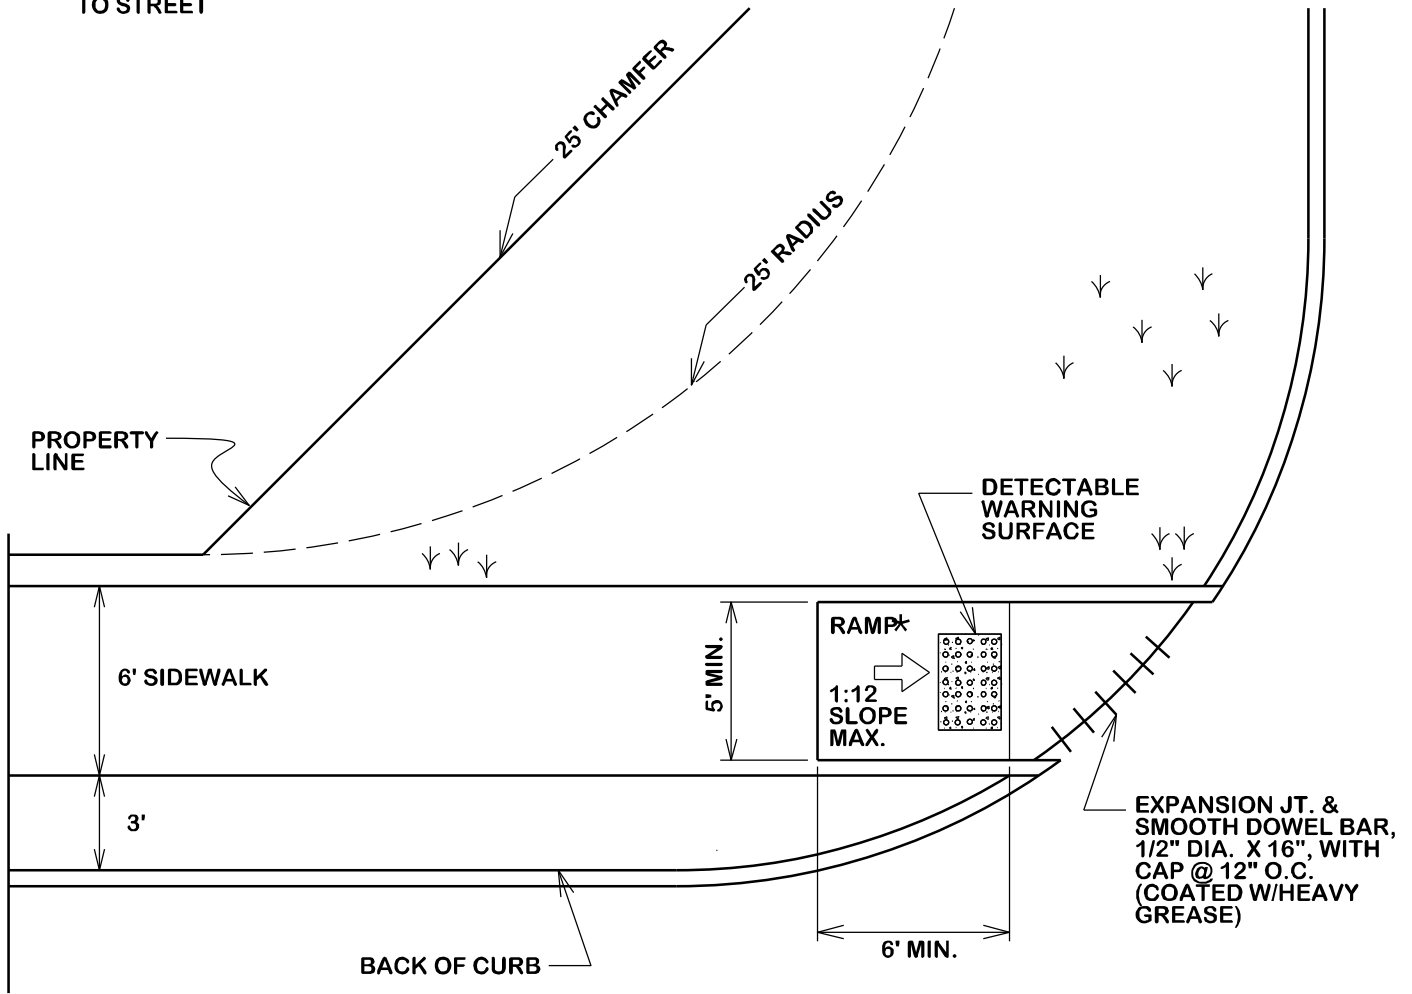 TO STREET
25' CHAMFER
25' RADIUS
PROPERTY
LINE
DETECTABLE
WARNING
SURFACE
RAMP*
1:12
SLOPE
MAX.
5' MIN.
6' SIDEWALK
3'
EXPANSION JT. &
SMOOTH DOWEL BAR,
1/2" DIA. X 16", WITH
CAP @ 12" O.C.
(COATED W/HEAVY
GREASE)
6' MIN.
BACK OF CURB